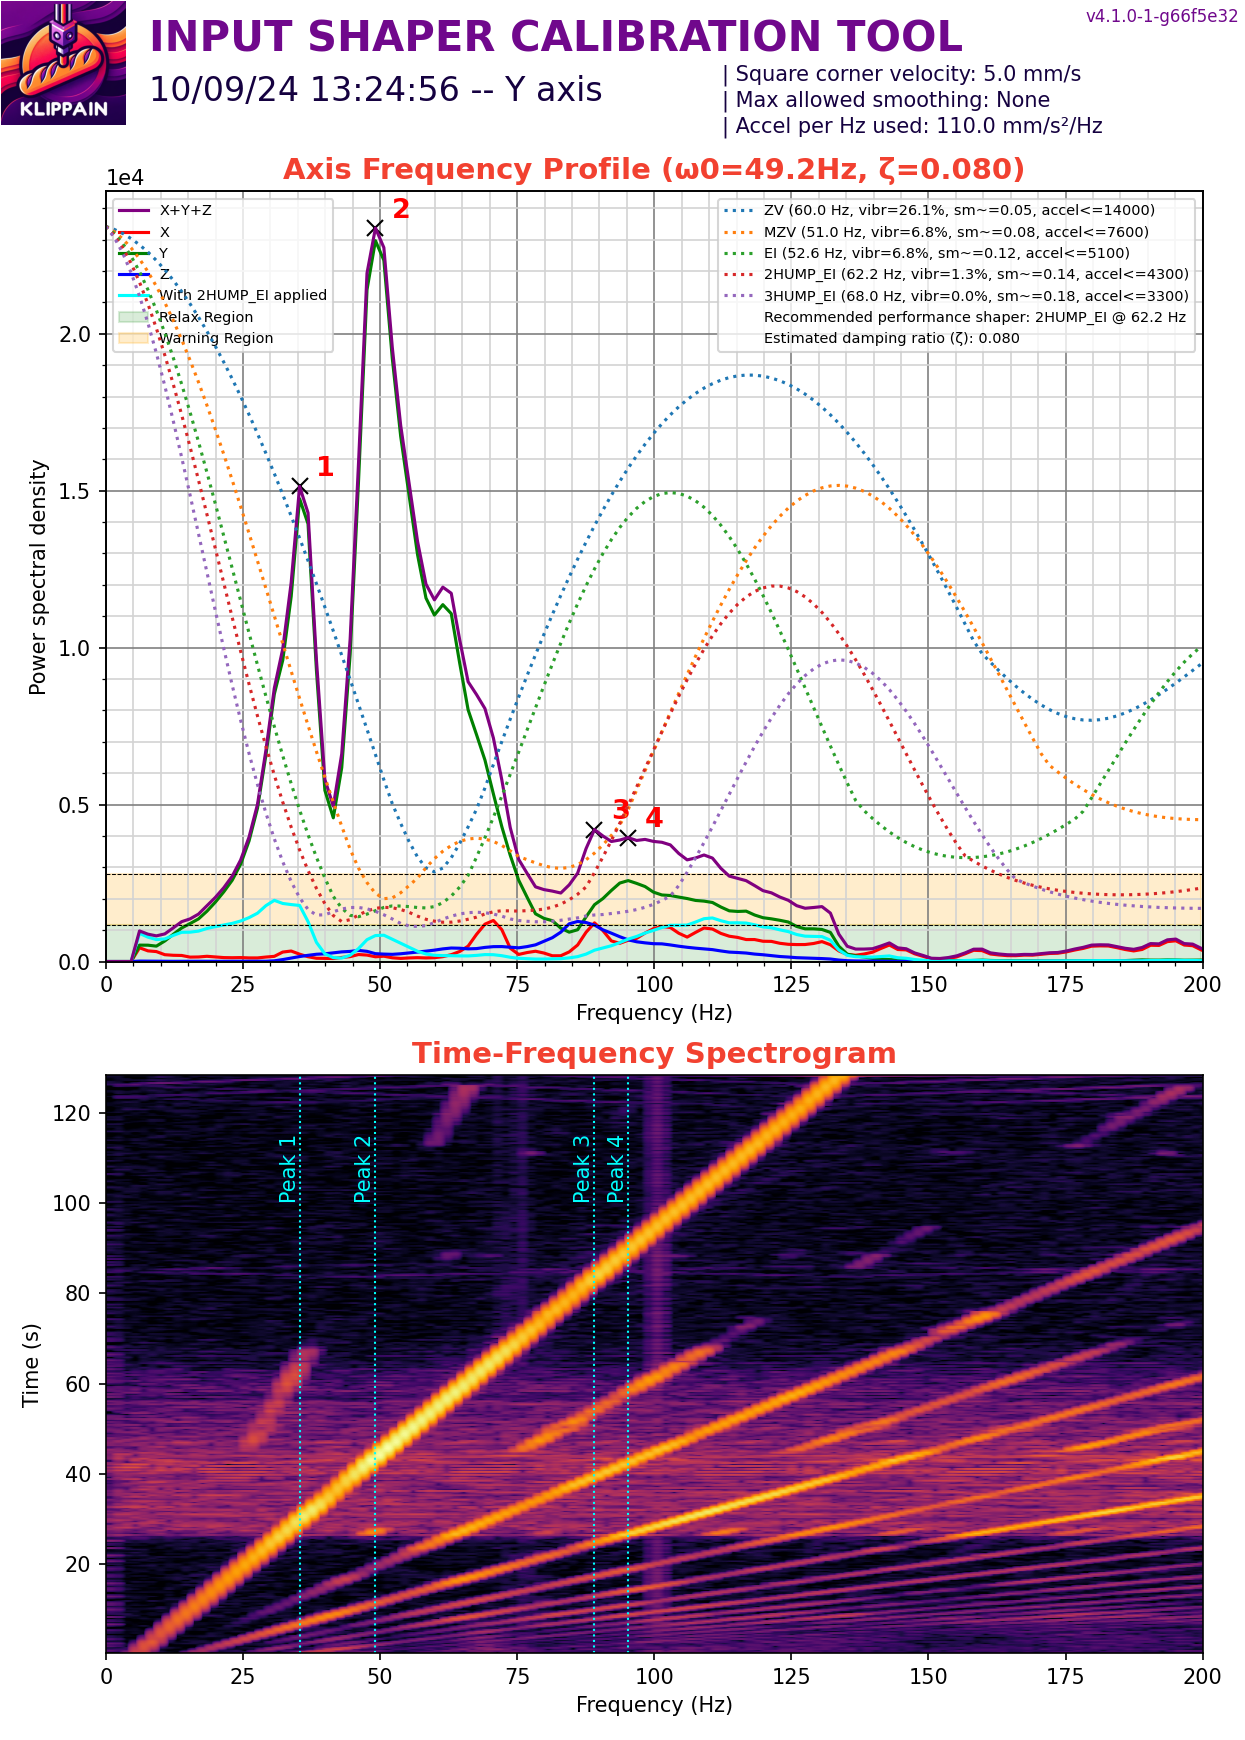 v4.1.0-1-g66f5e32
INPUT SHAPER CALIBRATION TOOL
10/09/24 13:24:56 -- Y axis
| Square corner velocity: 5.0 mm/s
| Max allowed smoothing: None
| Accel per Hz used: 110.0 mm/s²/Hz
KLIPPAIN
Axis Frequency Profile (ω0=49.2Hz, ζ=0.080)
1e4
X+Y+Z
X
Y
Z
With 2HUMP_EI applied
Relax Region
Warning Region
ZV (60.0 Hz, vibr=26.1%, sm~=0.05, accel<=14000)
MZV (51.0 Hz, vibr=6.8%, sm~=0.08, accel<=7600)
EI (52.6 Hz, vibr=6.8%, sm~=0.12, accel<=5100)
2HUMP_EI (62.2 Hz, vibr=1.3%, sm~=0.14, accel<=4300)
3HUMP_EI (68.0 Hz, vibr=0.0%, sm~=0.18, accel<=3300)
Recommended performance shaper: 2HUMP_EI @ 62.2 Hz
Estimated damping ratio (ζ): 0.080
2
1
3
4
Power spectral density
2.0
1.5
1.0
0.5
0.0
0 25 50 75 100 125 150 175 200
Frequency (Hz)
Time-Frequency Spectrogram
Peak 1
Peak 2
Peak 3
Peak 4
Time (s)
120
100
80
60
40
20
0 25 50 75 100 125 150 175 200
Frequency (Hz)